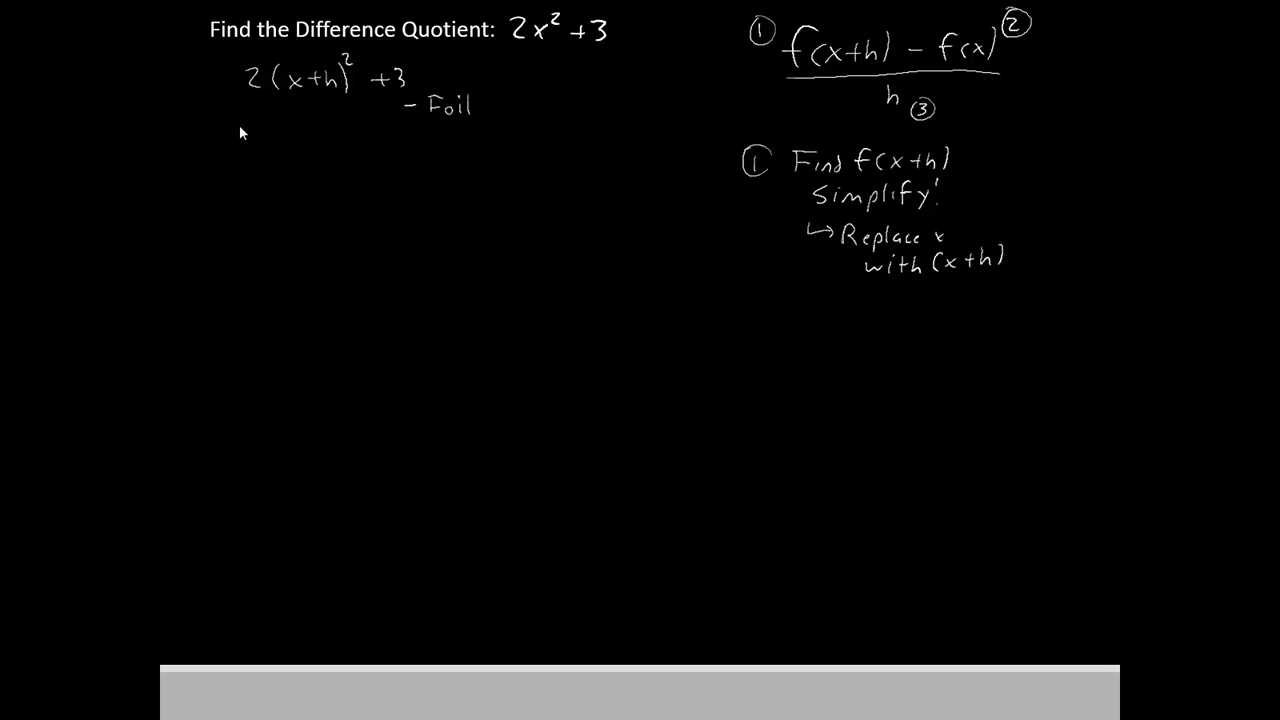 Find the Difference Quotient: 2x² + 3
2(x+h)² + 3
- Foil
① f(x+h) - f(x) ②
h ③
① Find f(x+h)
Simplify!
↳ Replace x
with (x+h)